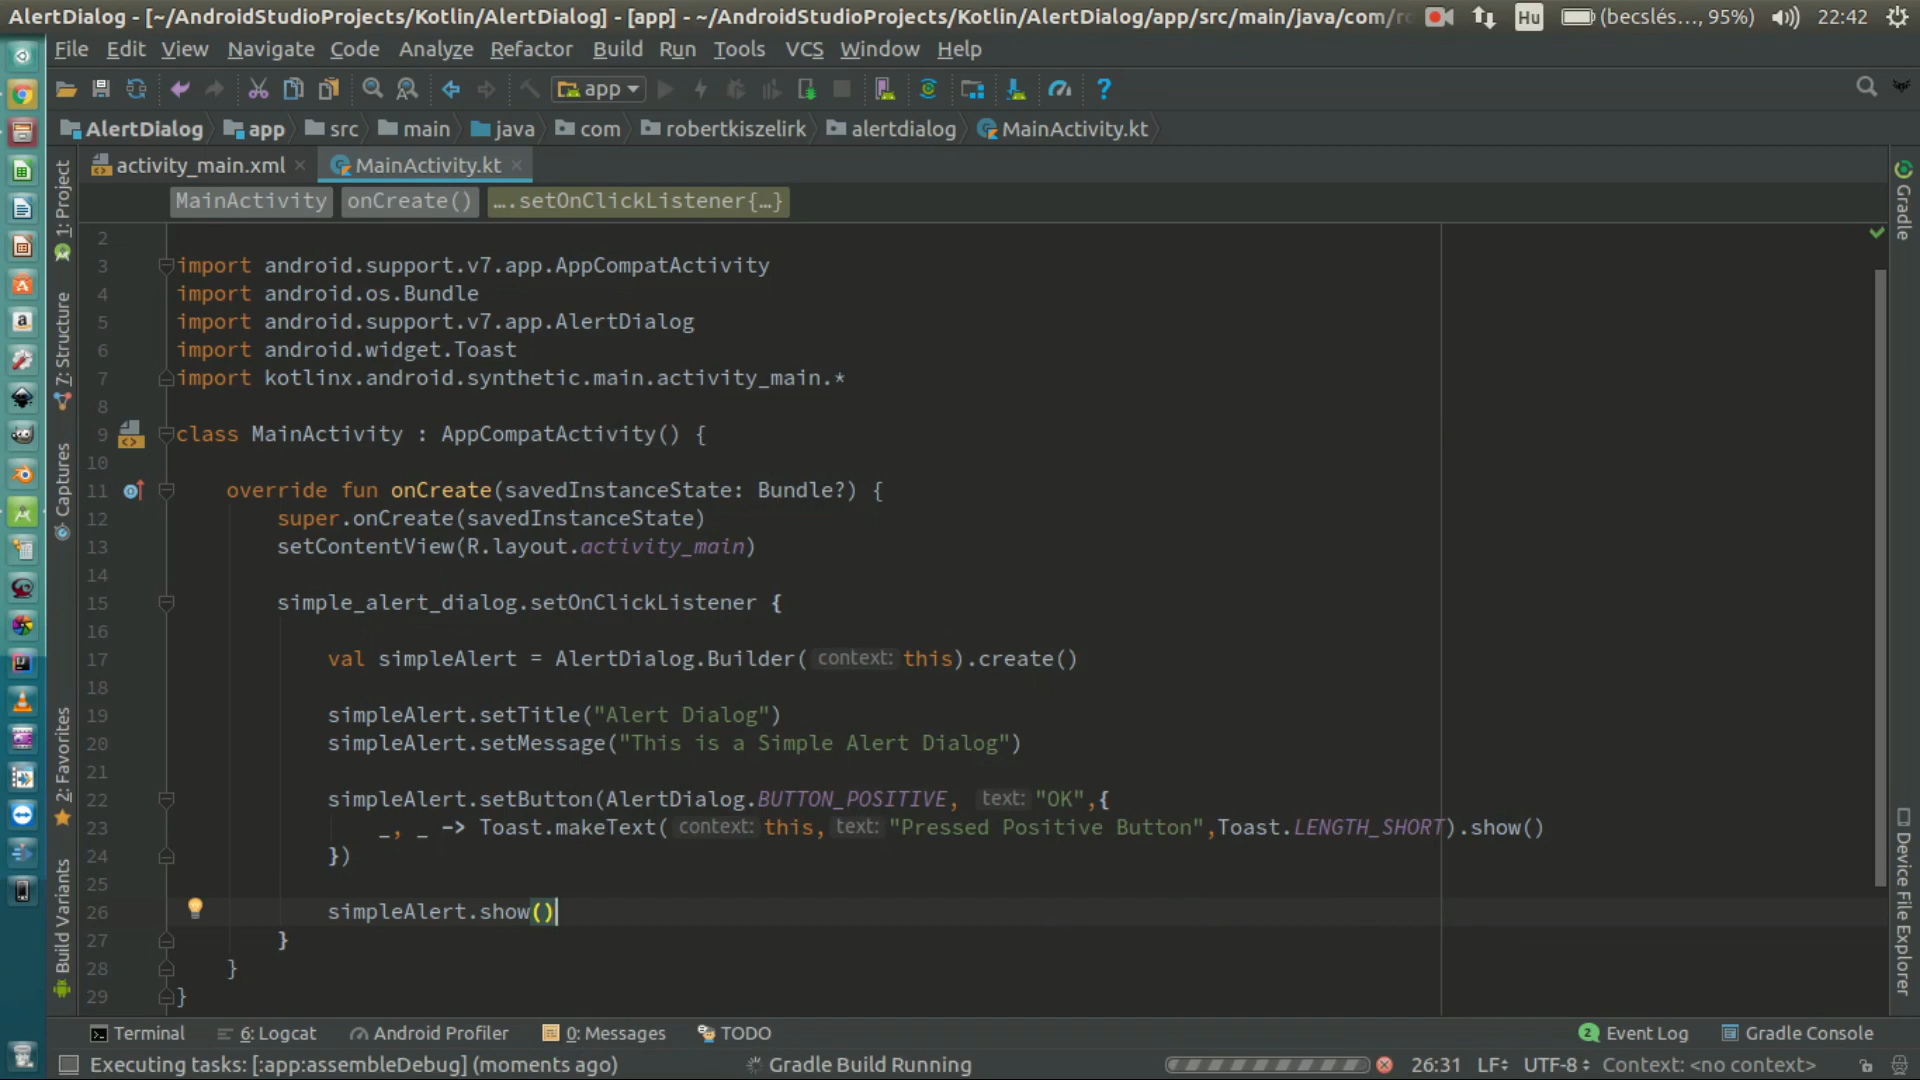 AlertDialog - [~/AndroidStudioProjects/Kotlin/AlertDialog] - [app] - ~/AndroidStudioProjects/Kotlin/AlertDialog/app/src/main/java/com/ro
Hu (becslés..., 95%) 22:42
File Edit View Navigate Code Analyze Refactor Build Run Tools VCS Window Help
app
AlertDialog app src main java com robertkiszelirk alertdialog MainActivity.kt
activity_main.xml MainActivity.kt
MainActivity onCreate() ....setOnClickListener{...}
1: Project
7: Structure
Captures
2: Favorites
Build Variants
Gradle
Device File Explorer
2
3 import android.support.v7.app.AppCompatActivity
4 import android.os.Bundle
5 import android.support.v7.app.AlertDialog
6 import android.widget.Toast
7 import kotlinx.android.synthetic.main.activity_main.*
8
9 class MainActivity : AppCompatActivity() {
10
11 override fun onCreate(savedInstanceState: Bundle?) {
12 super.onCreate(savedInstanceState)
13 setContentView(R.layout.activity_main)
14
15 simple_alert_dialog.setOnClickListener {
16
17 val simpleAlert = AlertDialog.Builder( context: this).create()
18
19 simpleAlert.setTitle("Alert Dialog")
20 simpleAlert.setMessage("This is a Simple Alert Dialog")
21
22 simpleAlert.setButton(AlertDialog.BUTTON_POSITIVE, text: "OK",{
23 _, _ -> Toast.makeText( context: this, text: "Pressed Positive Button",Toast.LENGTH_SHORT).show()
24 })
25
26 simpleAlert.show()
27 }
28 }
29 }
Terminal 6: Logcat Android Profiler 0: Messages TODO 2 Event Log Gradle Console
Executing tasks: [:app:assembleDebug] (moments ago) Gradle Build Running 26:31 LF UTF-8 Context: <no context>